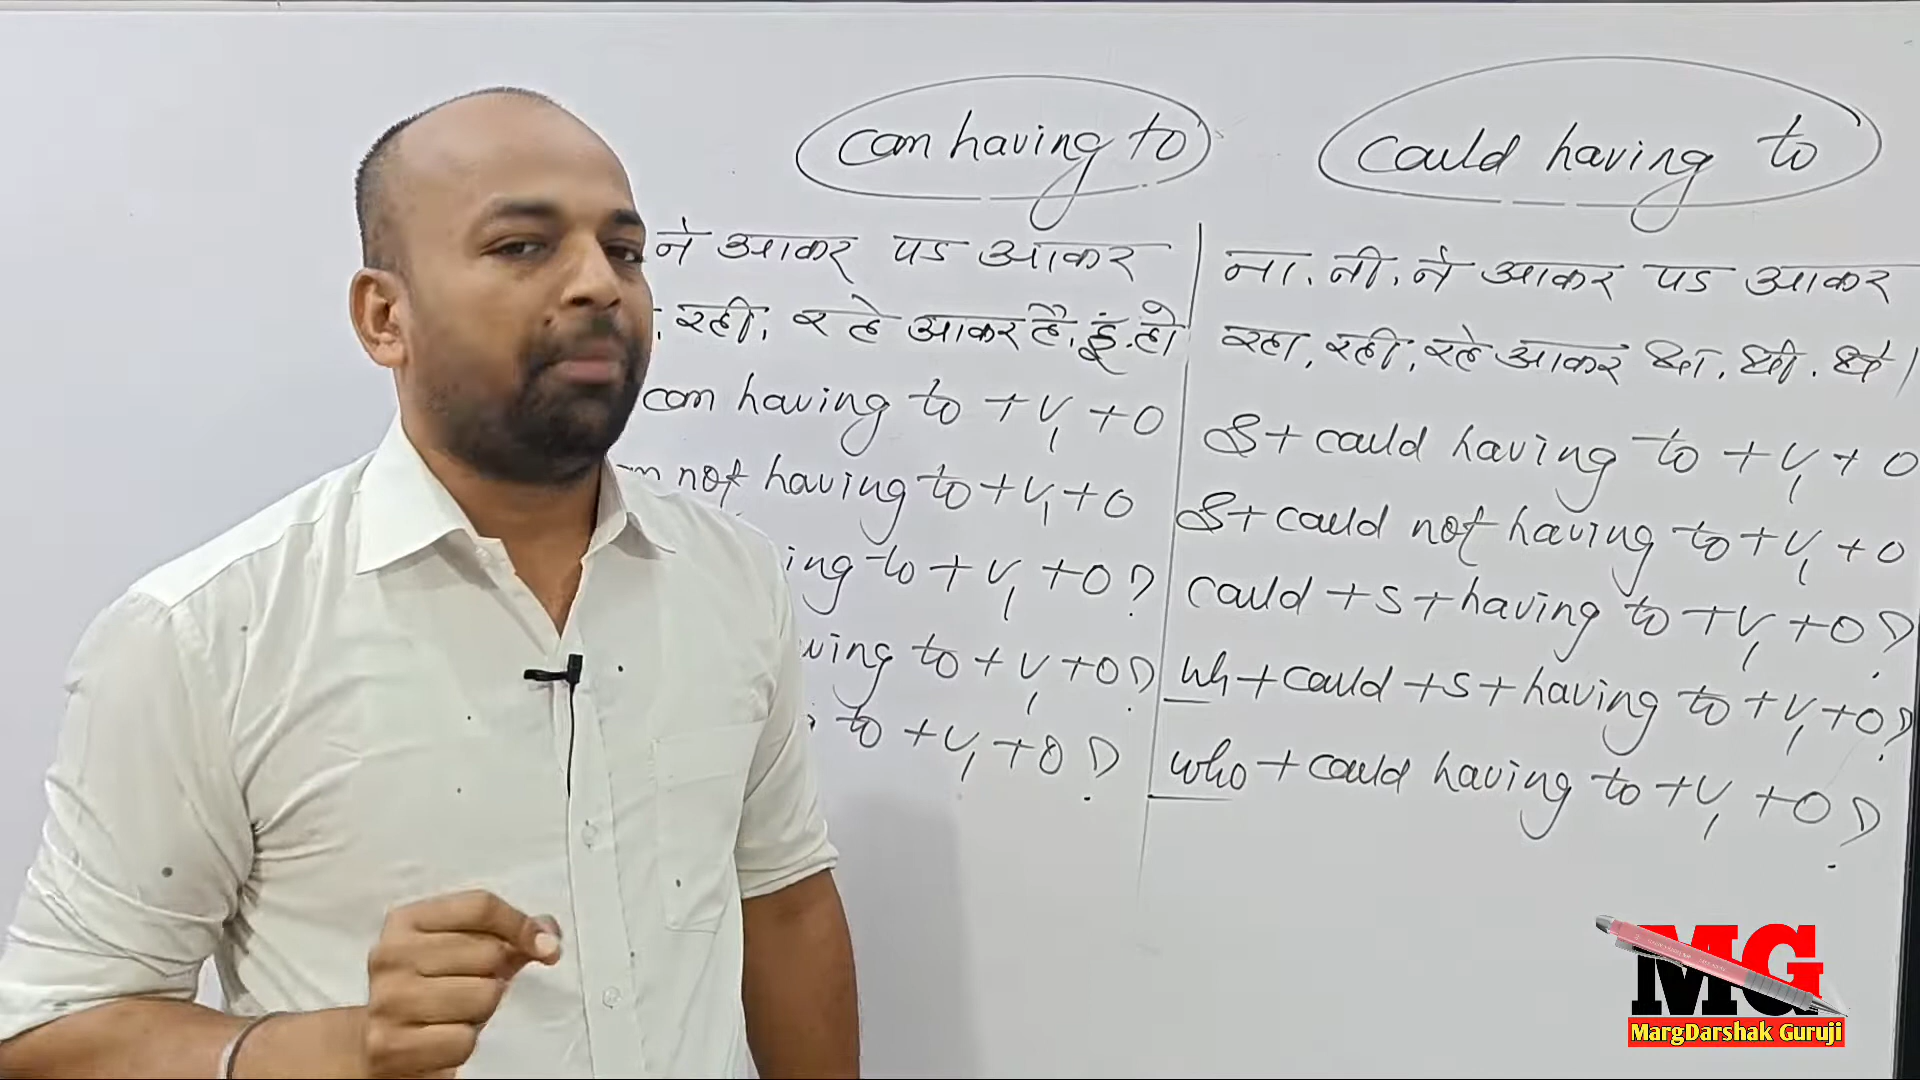 can having to
could having to
ने आकर पड आकर
रही, रहे आकर है, हूं, हो
can having to + V1 + O
not having to + V1 + O
ing to + V1 + O?
ving to + V1 + O?
to + V1 + O?
ना, नी, ने आकर पड आकर
रहा, रही, रहे आकर था, थी, थे।
S + could having to + V1 + O
S + could not having to + V1 + O
could + S + having to + V1 + O?
wh + could + S + having to + V1 + O?
who + could having to + V1 + O?
MG
MargDarshak Guruji